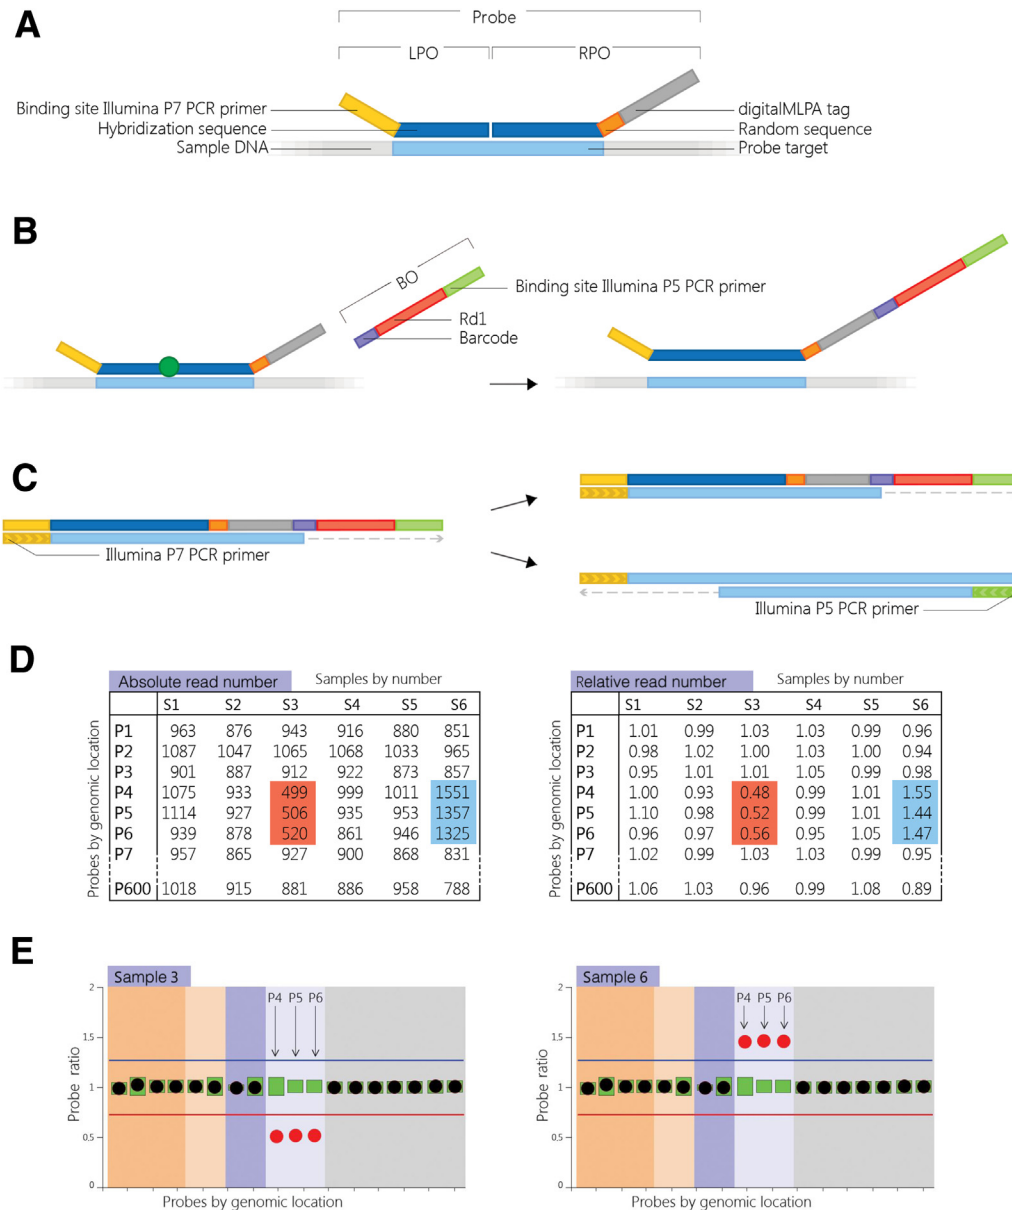 A
Probe
LPO RPO
Binding site Illumina P7 PCR primer
Hybridization sequence
Sample DNA
digitalMLPA tag
Random sequence
Probe target
B
BO
Binding site Illumina P5 PCR primer
Rd1
Barcode
C
Illumina P7 PCR primer
Illumina P5 PCR primer
D
Absolute read number Samples by number
Probes by genomic location
S1 S2 S3 S4 S5 S6
P1 963 876 943 916 880 851
P2 1087 1047 1065 1068 1033 965
P3 901 887 912 922 873 857
P4 1075 933 499 999 1011 1551
P5 1114 927 506 935 953 1357
P6 939 878 520 861 946 1325
P7 957 865 927 900 868 831
P600 1018 915 881 886 958 788
Relative read number Samples by number
Probes by genomic location
S1 S2 S3 S4 S5 S6
P1 1.01 0.99 1.03 1.03 0.99 0.96
P2 0.98 1.02 1.00 1.03 1.00 0.94
P3 0.95 1.01 1.01 1.05 0.99 0.98
P4 1.00 0.93 0.48 0.99 1.01 1.55
P5 1.10 0.98 0.52 0.99 1.01 1.44
P6 0.96 0.97 0.56 0.95 1.05 1.47
P7 1.02 0.99 1.03 1.03 0.99 0.95
P600 1.06 1.03 0.96 0.99 1.08 0.89
E
Sample 3
2
P4 P5 P6
1.5
Probe ratio
1
0.5
0
Probes by genomic location
Sample 6
2
P4 P5 P6
1.5
Probe ratio
1
0.5
0
Probes by genomic location